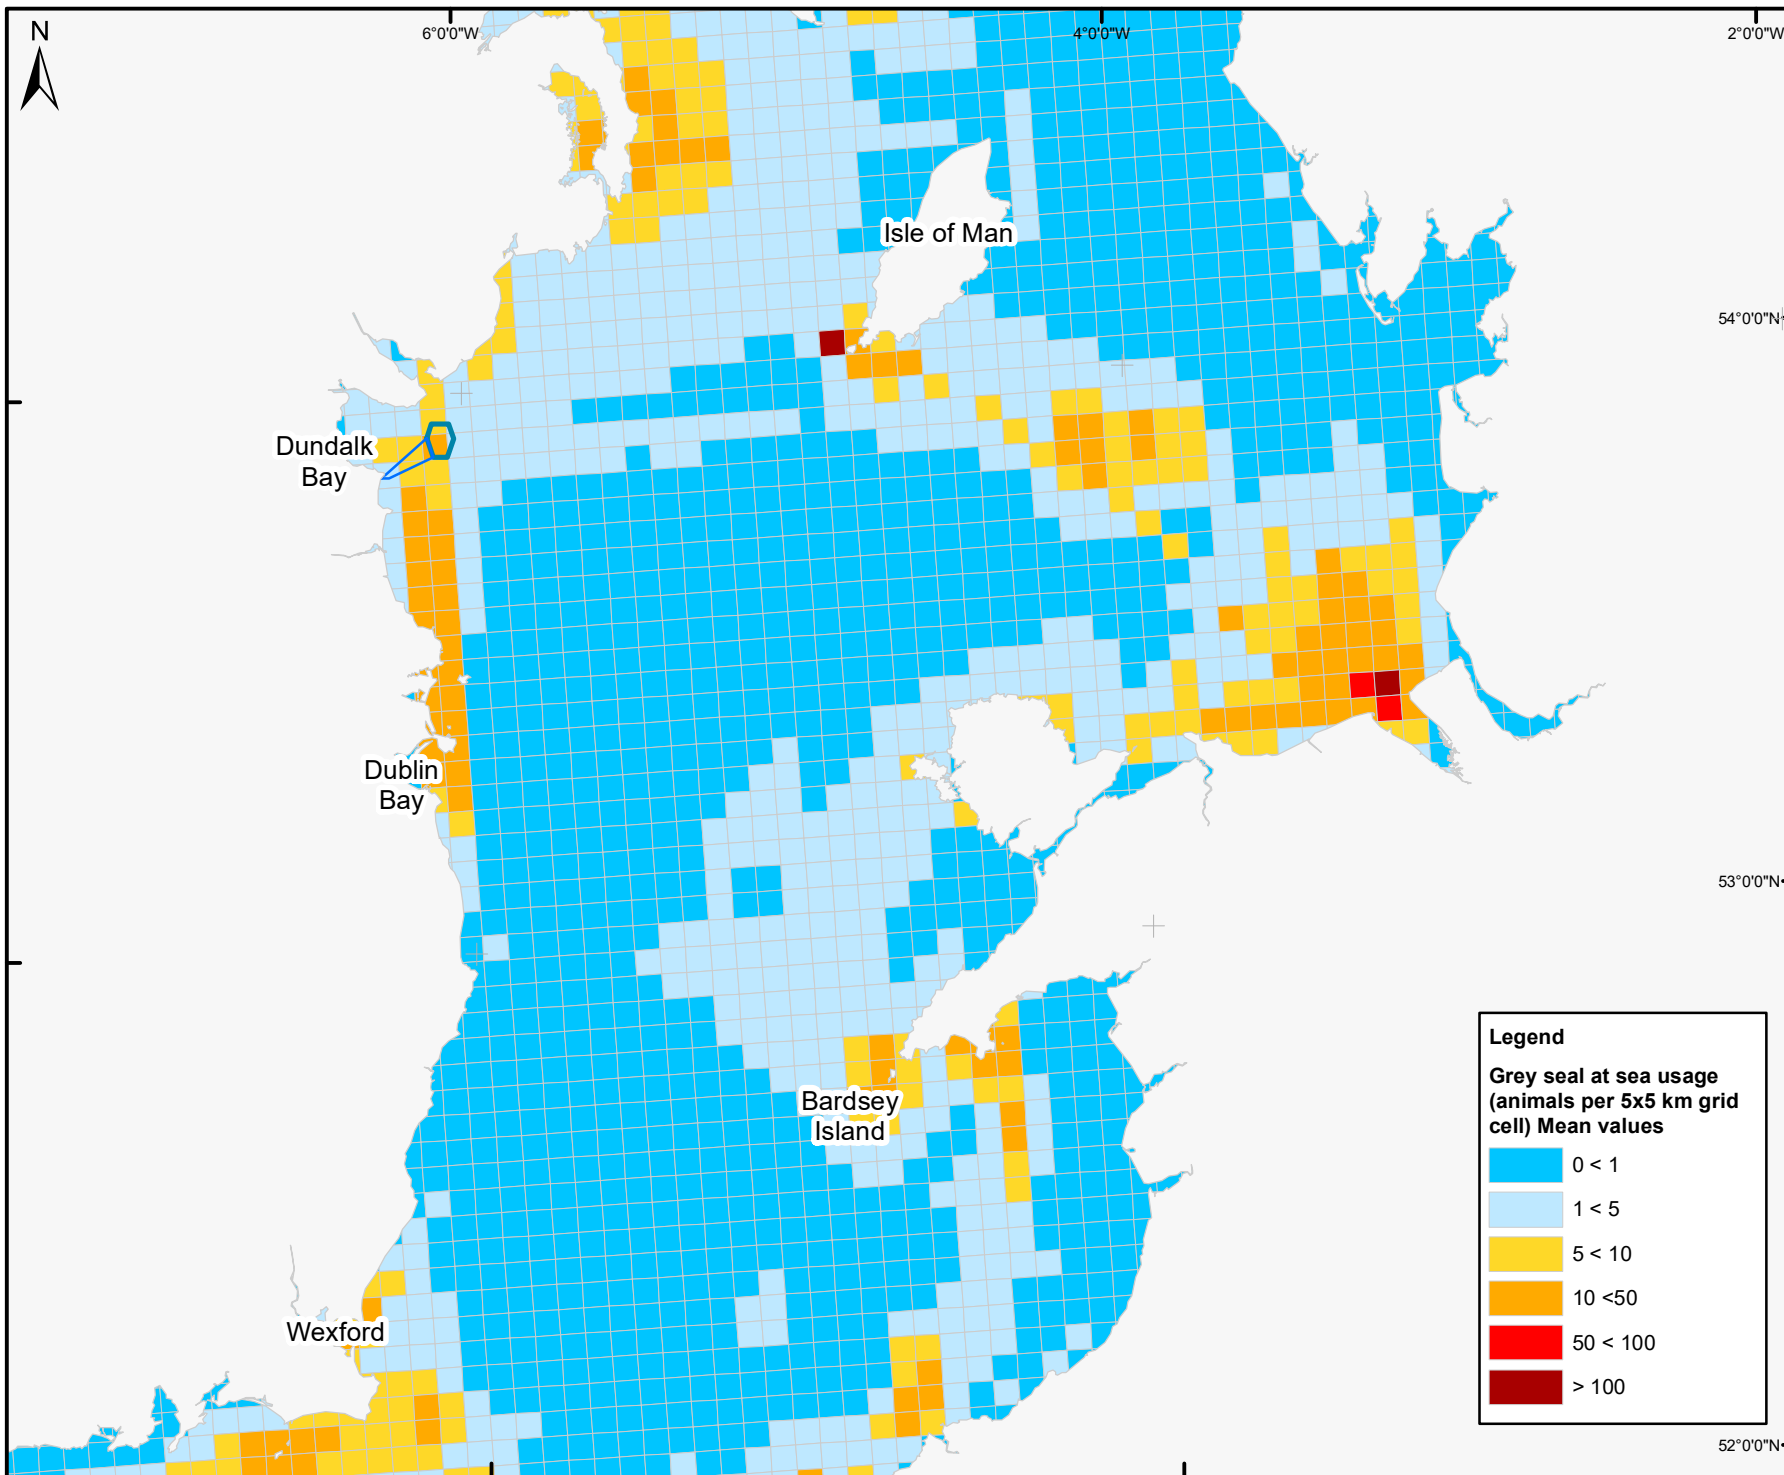 N
6°0'0"W
4°0'0"W
2°0'0"W
Isle of Man
54°0'0"N
Dundalk
Bay
Dublin
Bay
53°0'0"N
Bardsey
Island
Wexford
Legend
Grey seal at sea usage
(animals per 5x5 km grid
cell) Mean values
0 < 1
1 < 5
5 < 10
10 <50
50 < 100
> 100
52°0'0"N